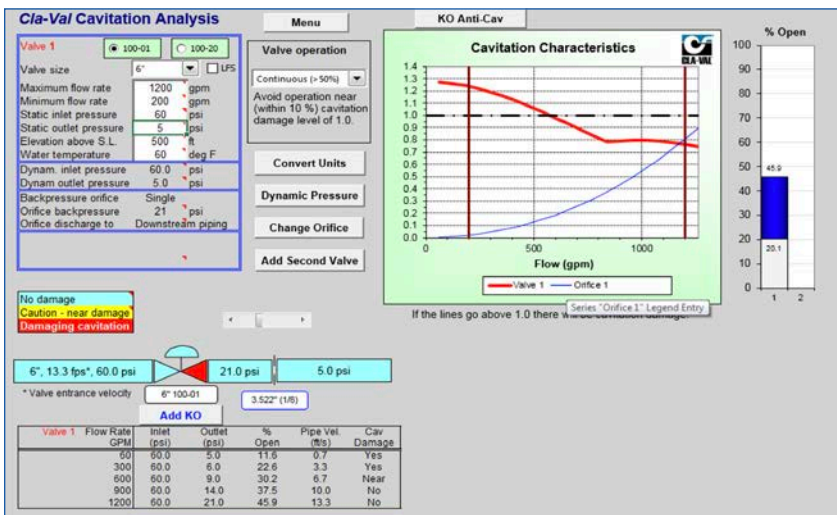 Cla-Val Cavitation Analysis
Menu
KO Anti-Cav
Valve 1
100-01
100-20
Valve size
6"
LFS
Maximum flow rate 1200 gpm
Minimum flow rate 200 gpm
Static inlet pressure 60 psi
Static outlet pressure 5 psi
Elevation above S.L. 500 ft
Water temperature 60 deg F
Dynam. inlet pressure 60.0 psi
Dynam outlet pressure 5.0 psi
Backpressure orifice Single
Orifice backpressure 21 psi
Orifice discharge to Downstream piping
Valve operation
Continuous (>50%)
Avoid operation near
(within 10 %) cavitation
damage level of 1.0.
Convert Units
Dynamic Pressure
Change Orifice
Add Second Valve
Cavitation Characteristics
CLA-VAL
1.4
1.3
1.2
1.1
1.0
0.9
0.8
0.7
0.6
0.5
0.4
0.3
0.2
0.1
0.0
0 500 1000
Flow (gpm)
Valve 1 Orifice 1
Series "Orifice 1" Legend Entry
If the lines go above 1.0 there will be cavitation damage.
% Open
100
90
80
70
60
50
40
30
20
10
0
45.9
20.1
1 2
No damage
Caution - near damage
Damaging cavitation
6", 13.3 fps*, 60.0 psi
21.0 psi
5.0 psi
* Valve entrance velocity
6" 100-01
3.522" (1/8)
Add KO
Valve 1 Flow Rate Inlet Outlet % Pipe Vel. Cav
GPM (psi) (psi) Open (ft/s) Damage
60 60.0 5.0 11.6 0.7 Yes
300 60.0 6.0 22.6 3.3 Yes
600 60.0 9.0 30.2 6.7 Near
900 60.0 14.0 37.5 10.0 No
1200 60.0 21.0 45.9 13.3 No